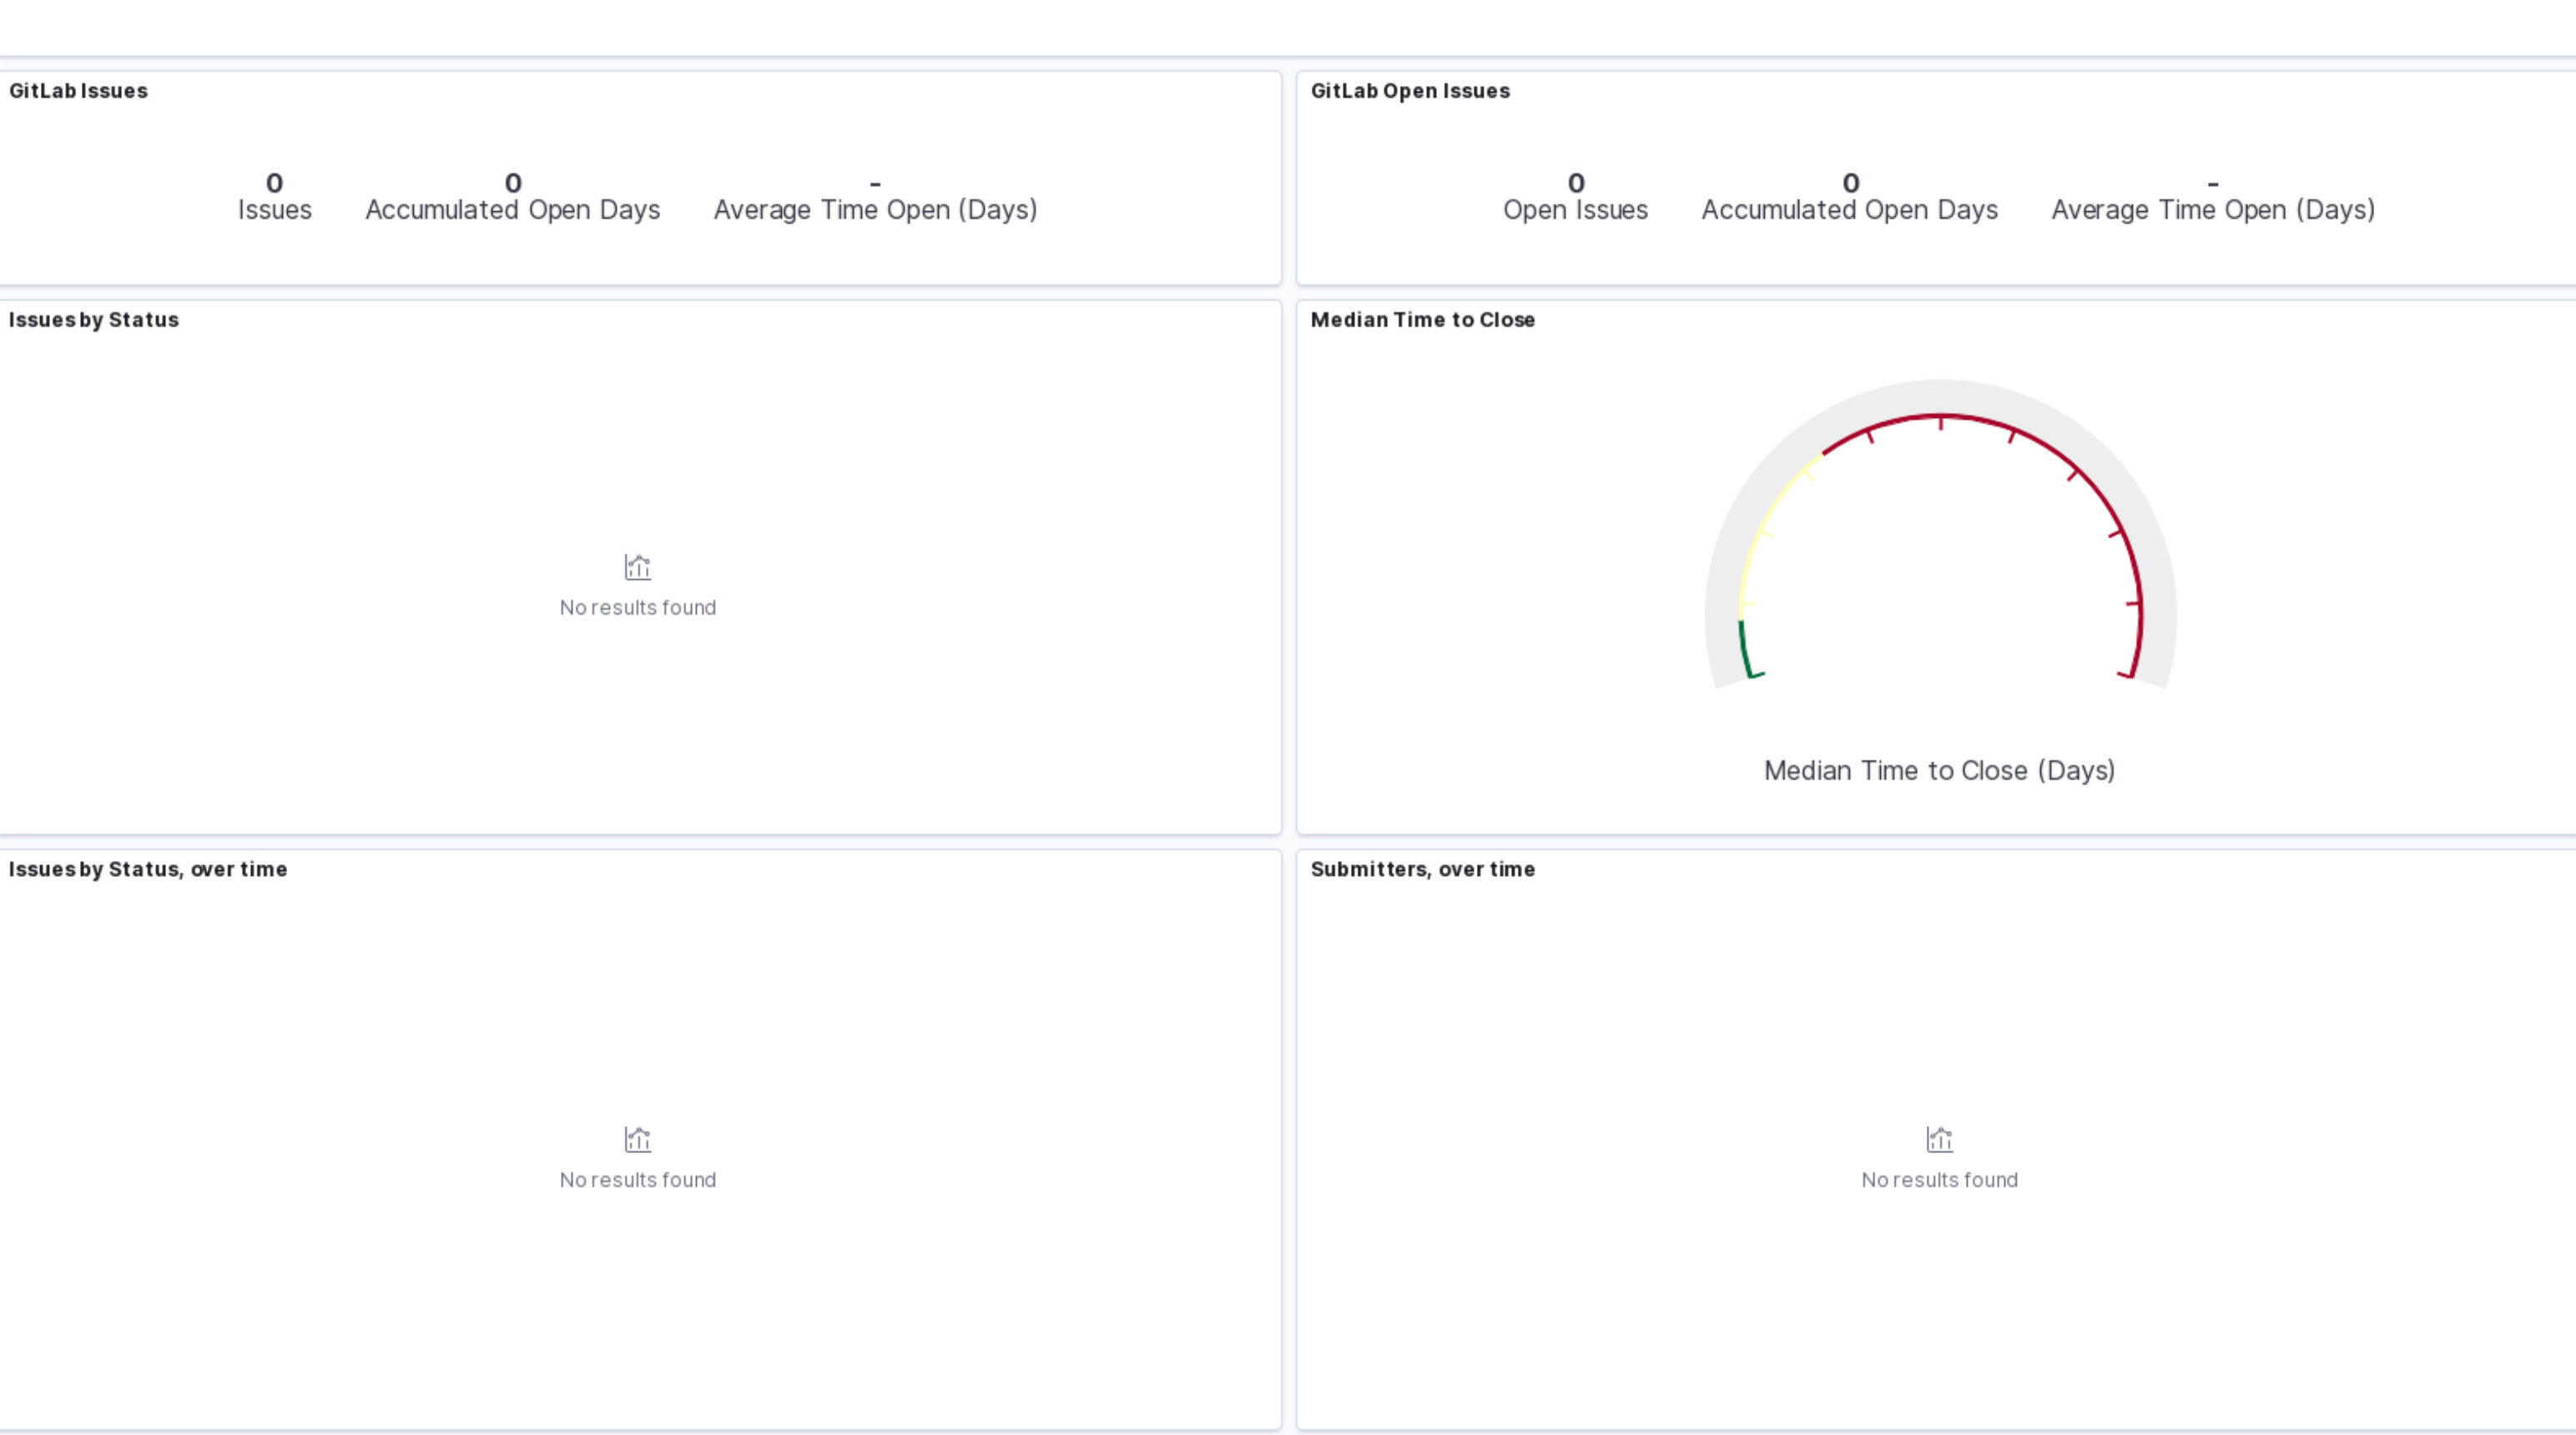 GitLab Issues
0
Issues
0
Accumulated Open Days
-
Average Time Open (Days)
GitLab Open Issues
0
Open Issues
0
Accumulated Open Days
-
Average Time Open (Days)
Issues by Status
No results found
Median Time to Close
Median Time to Close (Days)
Issues by Status, over time
No results found
Submitters, over time
No results found